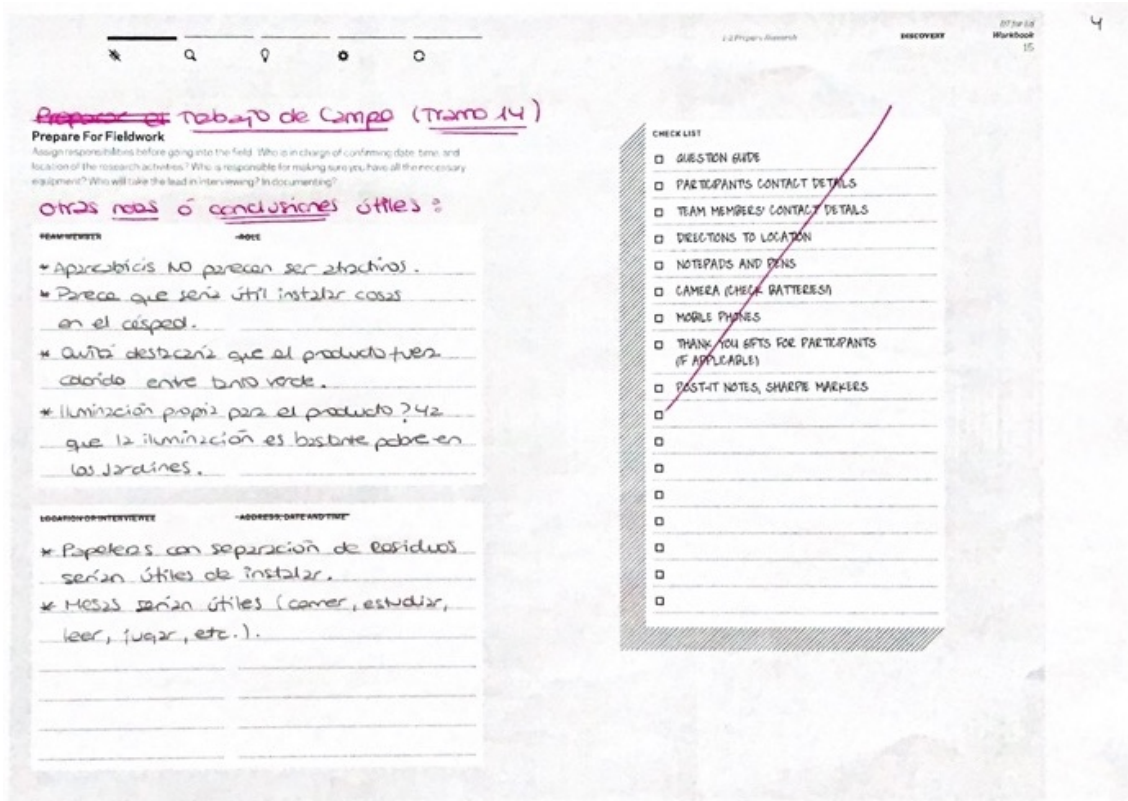 4
1-2 Prepare Research
DISCOVERY
DT for Ed
Workbook
15
Preparar el Trabajo de Campo (Tramo 14)
Prepare For Fieldwork
Assign responsibilities before going into the field. Who is in charge of confirming date, time, and
location of the research activities? Who is responsible for making sure you have all the necessary
equipment? Who will take the lead in interviewing? In documenting?
Otras notas ó conclusiones útiles:
TEAM MEMBER
ROLE
* Aparcabicis NO parecen ser atractivos.
* Parece que sería útil instalar cosas
en el césped.
* Quizá destacaría que el producto fuera
colorido entre tanto verde.
* Iluminación propia para el producto? Ya
que la iluminación es bastante pobre en
los Jardines.
LOCATION OR INTERVIEWEE
ADDRESS, DATE AND TIME
* Papeleras con separación de Residuos
serían útiles de instalar.
* Mesas serían útiles (comer, estudiar,
leer, jugar, etc.).
CHECK LIST
QUESTION GUIDE
PARTICIPANTS CONTACT DETAILS
TEAM MEMBERS' CONTACT DETAILS
DIRECTIONS TO LOCATION
NOTEPADS AND PENS
CAMERA (CHECK BATTERIES!)
MOBILE PHONES
THANK YOU GIFTS FOR PARTICIPANTS
(IF APPLICABLE)
POST-IT NOTES, SHARPIE MARKERS